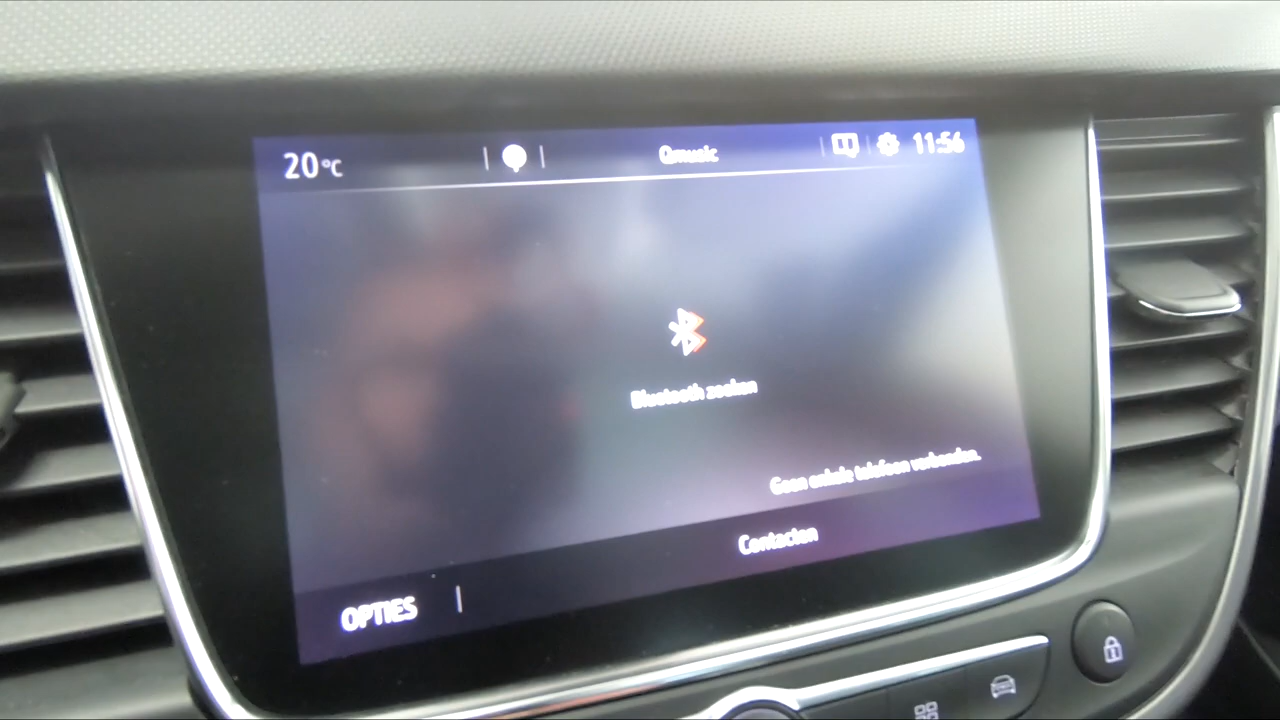 20°C
Qmusic
11:56
Bluetooth zoeken
Geen enkele telefoon verbonden.
Contacten
OPTIES